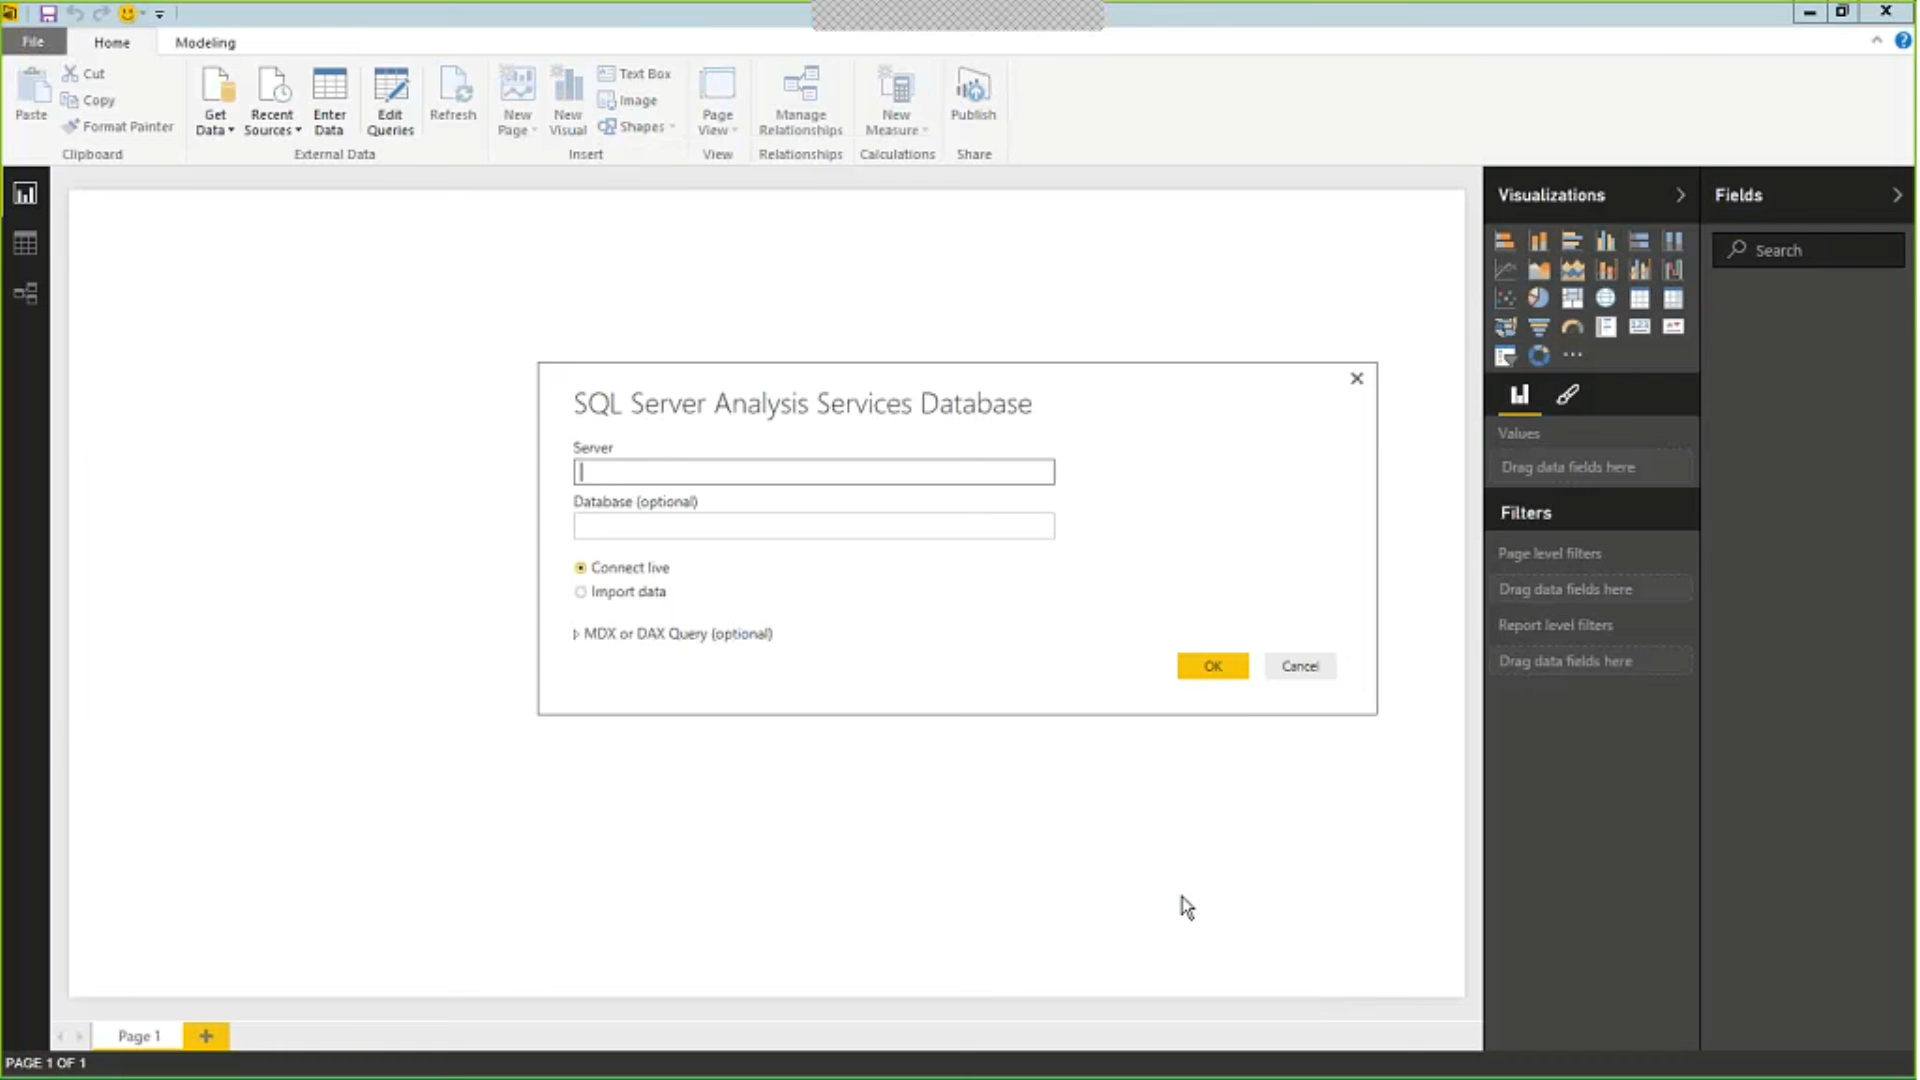 File
Home
Modeling
Paste
Cut
Copy
Format Painter
Clipboard
Get Data
Recent Sources
Enter Data
Edit Queries
Refresh
External Data
New Page
New Visual
Text Box
Image
Shapes
Insert
Page View
View
Manage Relationships
Relationships
New Measure
Calculations
Publish
Share
SQL Server Analysis Services Database
Server
Database (optional)
Connect live
Import data
MDX or DAX Query (optional)
OK
Cancel
Visualizations
Values
Drag data fields here
Filters
Page level filters
Drag data fields here
Report level filters
Drag data fields here
Fields
Search
Page 1
PAGE 1 OF 1